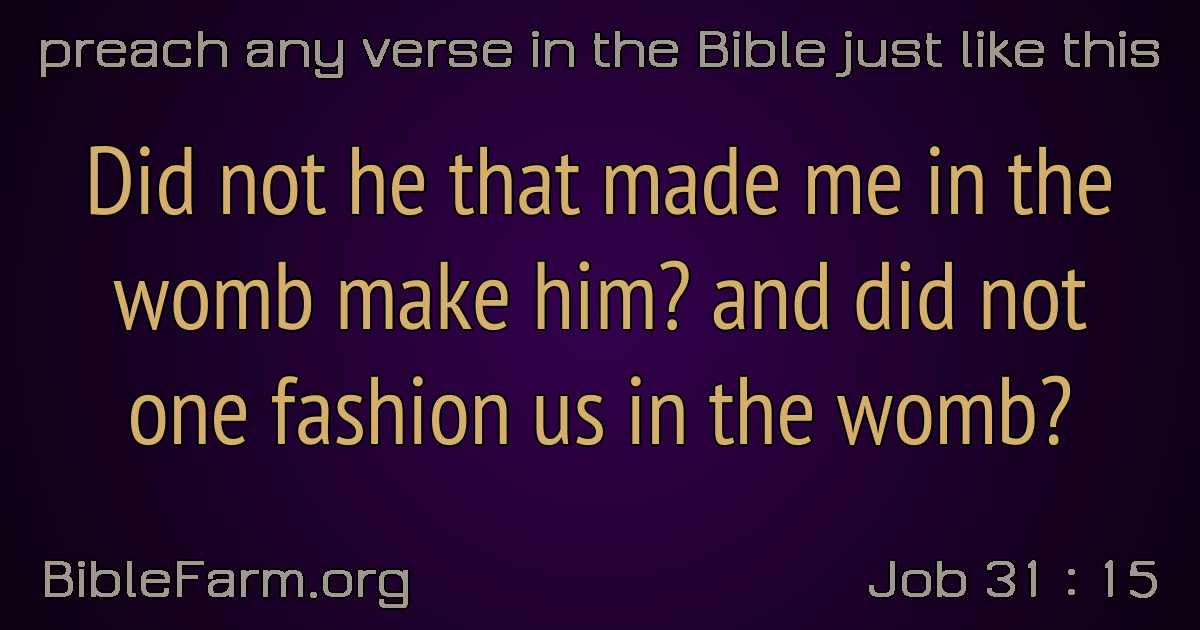 preach any verse in the Bible just like this
Did not he that made me in the
womb make him? and did not
one fashion us in the womb?
BibleFarm.org
Job 31 : 15